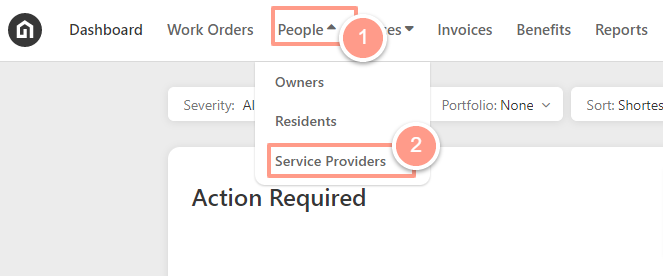 Dashboard Work Orders People 1 ces Invoices Benefits Reports
Owners
Severity: Al Portfolio: None Sort: Shortes
Residents
2
Service Providers
Action Required